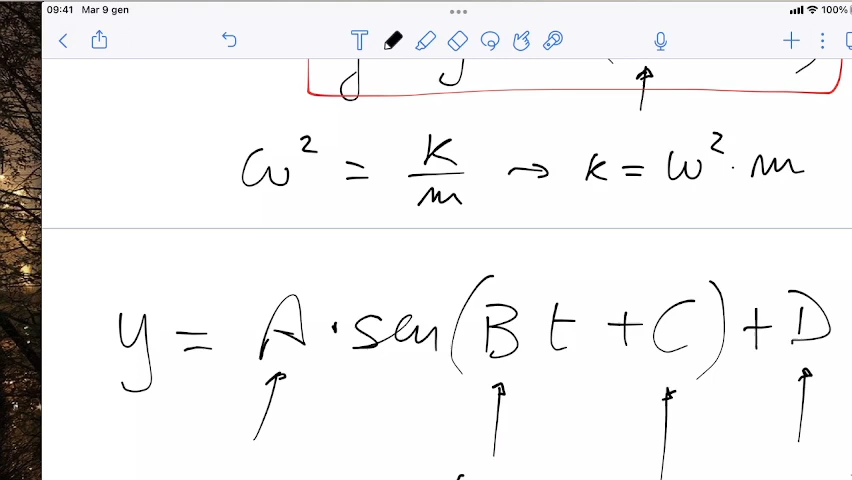 09:41 Mar 9 gen 100%
ω² = k/m → k = ω² · m
y = A · sen(B t + C) + D